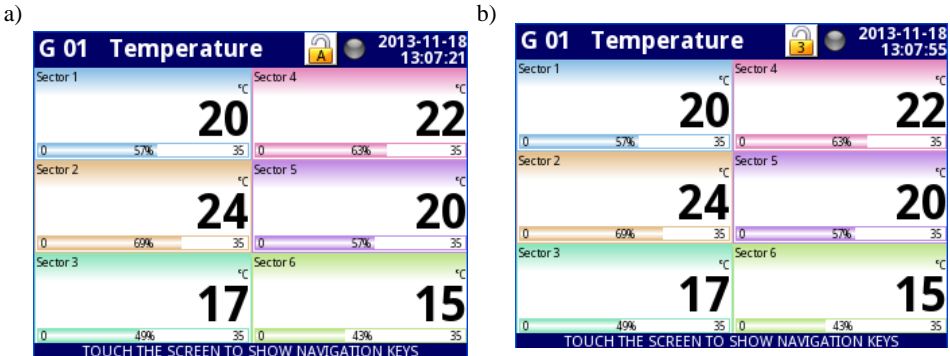 a)
G 01 Temperature A 2013-11-18
13:07:21
Sector 1 Sector 4
°C °C
20 22
0 57% 35 0 63% 35
Sector 2 Sector 5
°C °C
24 20
0 69% 35 0 57% 35
Sector 3 Sector 6
°C °C
17 15
0 49% 35 0 43% 35
TOUCH THE SCREEN TO SHOW NAVIGATION KEYS
b)
G 01 Temperature 3 2013-11-18
13:07:55
Sector 1 Sector 4
°C °C
20 22
0 57% 35 0 63% 35
Sector 2 Sector 5
°C °C
24 20
0 69% 35 0 57% 35
Sector 3 Sector 6
°C °C
17 15
0 49% 35 0 43% 35
TOUCH THE SCREEN TO SHOW NAVIGATION KEYS